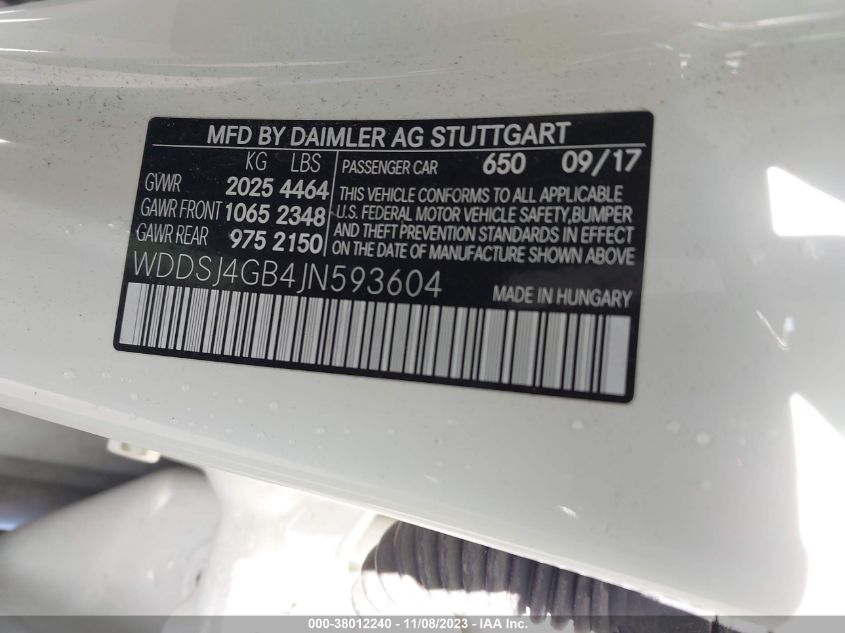 MFD BY DAIMLER AG STUTTGART
KG LBS
GVWR 2025 4464
GAWR FRONT 1065 2348
GAWR REAR 975 2150
PASSENGER CAR 650 09/17
THIS VEHICLE CONFORMS TO ALL APPLICABLE
U.S. FEDERAL MOTOR VEHICLE SAFETY,BUMPER
AND THEFT PREVENTION STANDARDS IN EFFECT
ON THE DATE OF MANUFACTURE SHOWN ABOVE
WDDSJ4GB4JN593604
MADE IN HUNGARY
000-38012240 - 11/08/2023 - IAA